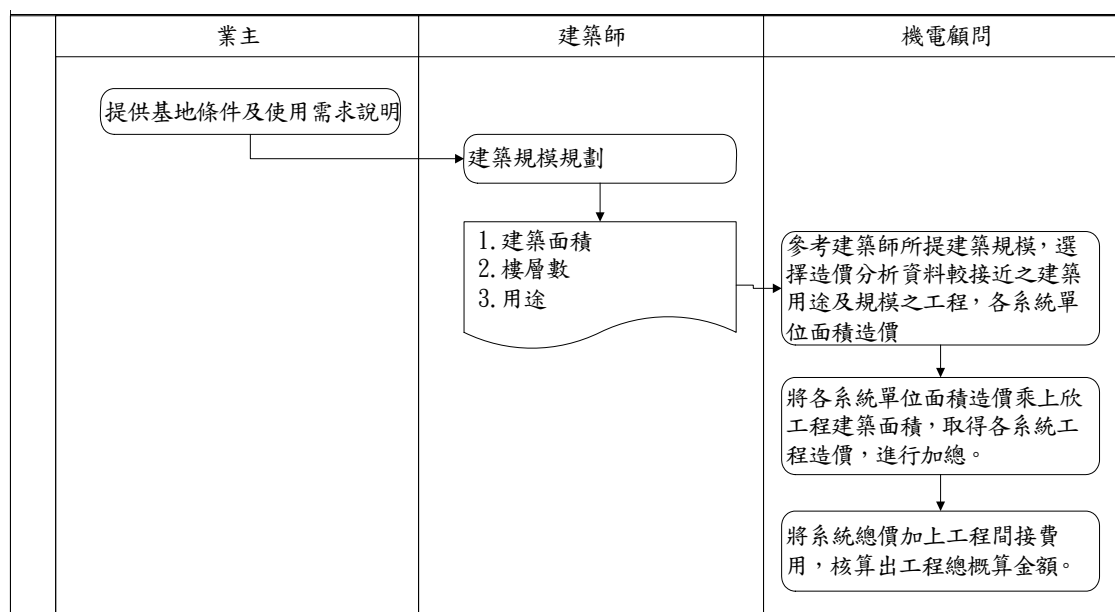 業主
建築師
機電顧問
提供基地條件及使用需求說明
建築規模規劃
1.建築面積
2.樓層數
3.用途
參考建築師所提建築規模，選
擇造價分析資料較接近之建築
用途及規模之工程，各系統單
位面積造價
將各系統單位面積造價乘上欣
工程建築面積，取得各系統工
程造價，進行加總。
將系統總價加上工程間接費
用，核算出工程總概算金額。